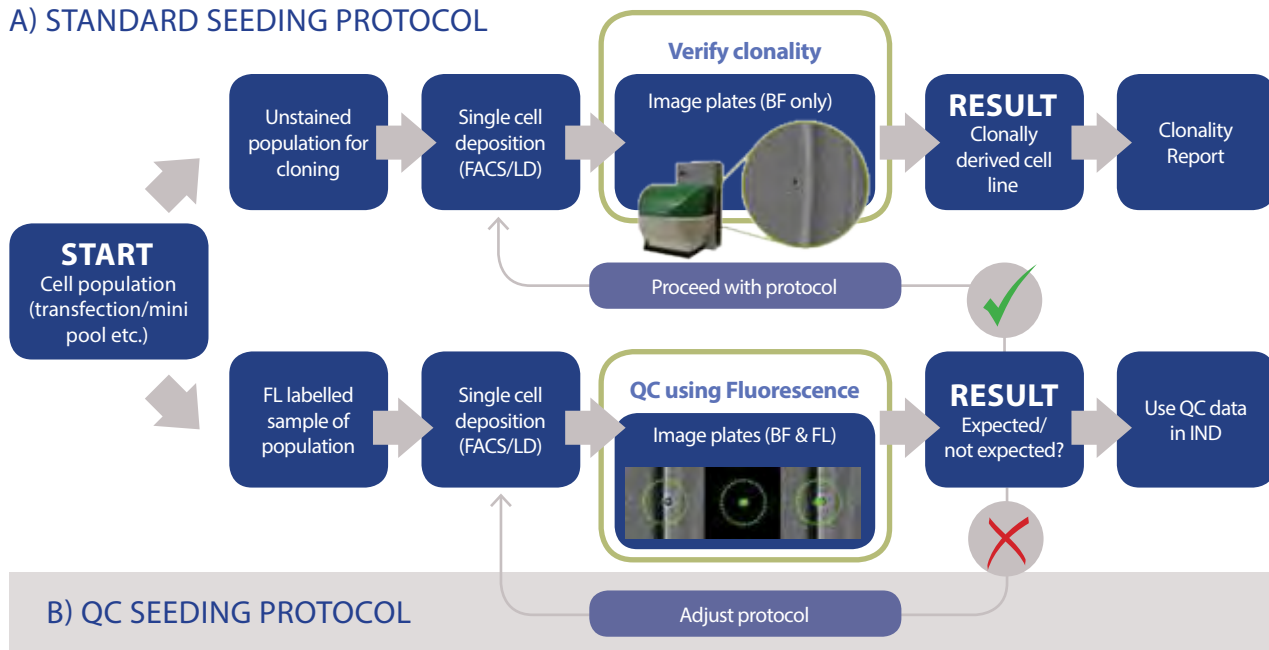 A) STANDARD SEEDING PROTOCOL
START
Cell population
(transfection/mini
pool etc.)
Unstained
population for
cloning
Single cell
deposition
(FACS/LD)
Verify clonality
Image plates (BF only)
RESULT
Clonally
derived cell
line
Clonality
Report
Proceed with protocol
FL labelled
sample of
population
Single cell
deposition
(FACS/LD)
QC using Fluorescence
Image plates (BF & FL)
RESULT
Expected/
not expected?
Use QC data
in IND
Adjust protocol
B) QC SEEDING PROTOCOL